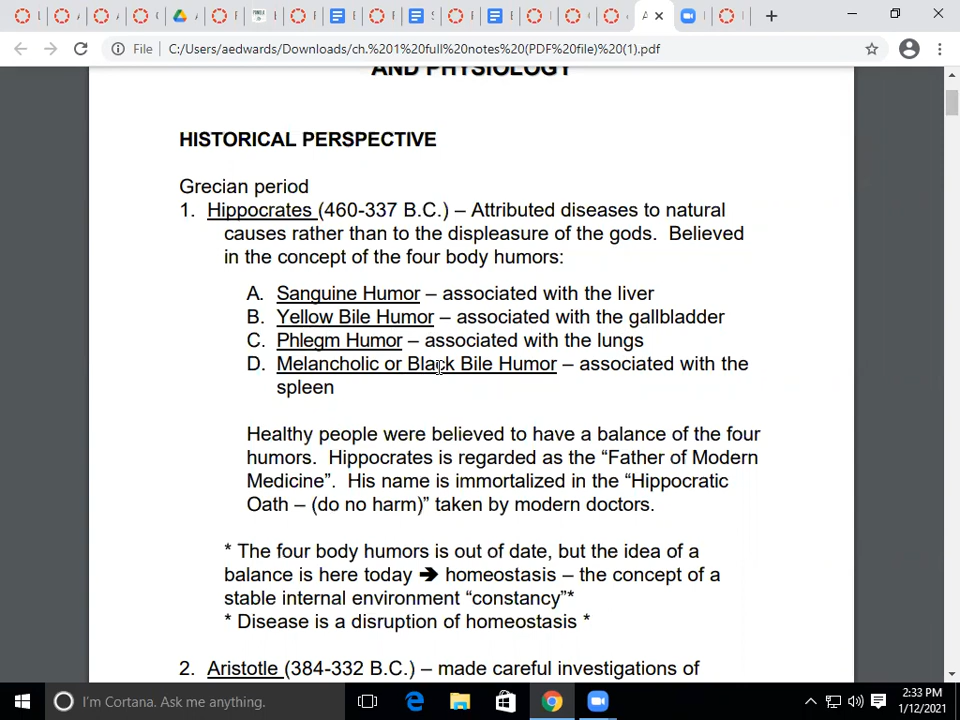 File C:/Users/aedwards/Downloads/ch.%201%20full%20notes%20(PDF%20file)%20(1).pdf
AND PHYSIOLOGY
HISTORICAL PERSPECTIVE
Grecian period
1. Hippocrates (460-337 B.C.) – Attributed diseases to natural
causes rather than to the displeasure of the gods. Believed
in the concept of the four body humors:
A. Sanguine Humor – associated with the liver
B. Yellow Bile Humor – associated with the gallbladder
C. Phlegm Humor – associated with the lungs
D. Melancholic or Black Bile Humor – associated with the
spleen
Healthy people were believed to have a balance of the four
humors. Hippocrates is regarded as the “Father of Modern
Medicine”. His name is immortalized in the “Hippocratic
Oath – (do no harm)” taken by modern doctors.
* The four body humors is out of date, but the idea of a
balance is here today ➔ homeostasis – the concept of a
stable internal environment “constancy”*
* Disease is a disruption of homeostasis *
2. Aristotle (384-332 B.C.) – made careful investigations of
I'm Cortana. Ask me anything.
2:33 PM
1/12/2021